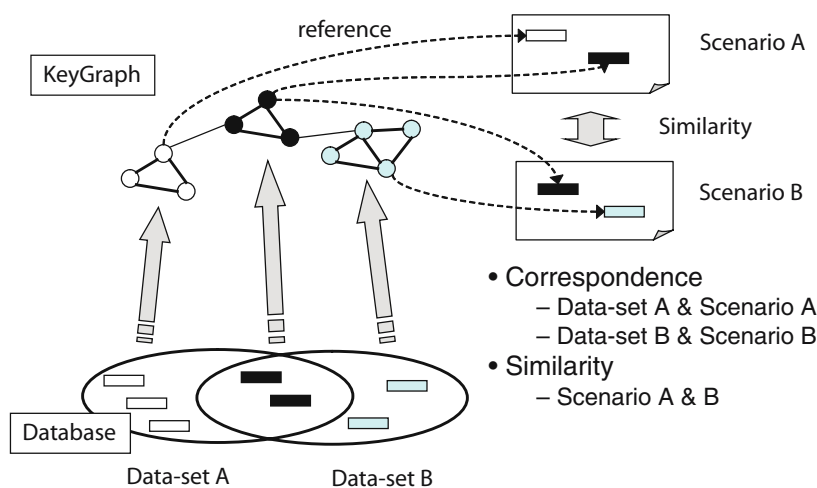 reference
KeyGraph
Scenario A
Similarity
Scenario B
• Correspondence
– Data-set A & Scenario A
– Data-set B & Scenario B
• Similarity
– Scenario A & B
Database
Data-set A
Data-set B